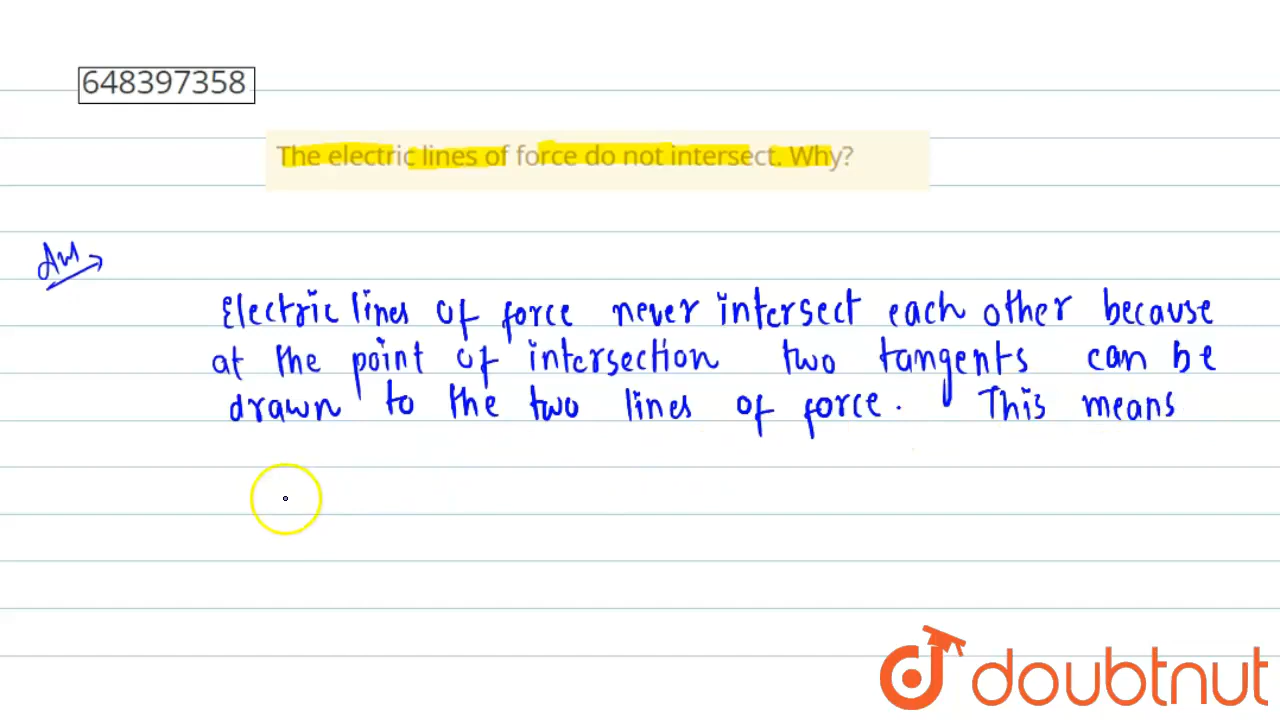 648397358
The electric lines of force do not intersect. Why?
Ans
Electric lines of force never intersect each other because
at the point of intersection two tangents can be
drawn to the two lines of force. This means
doubtnut